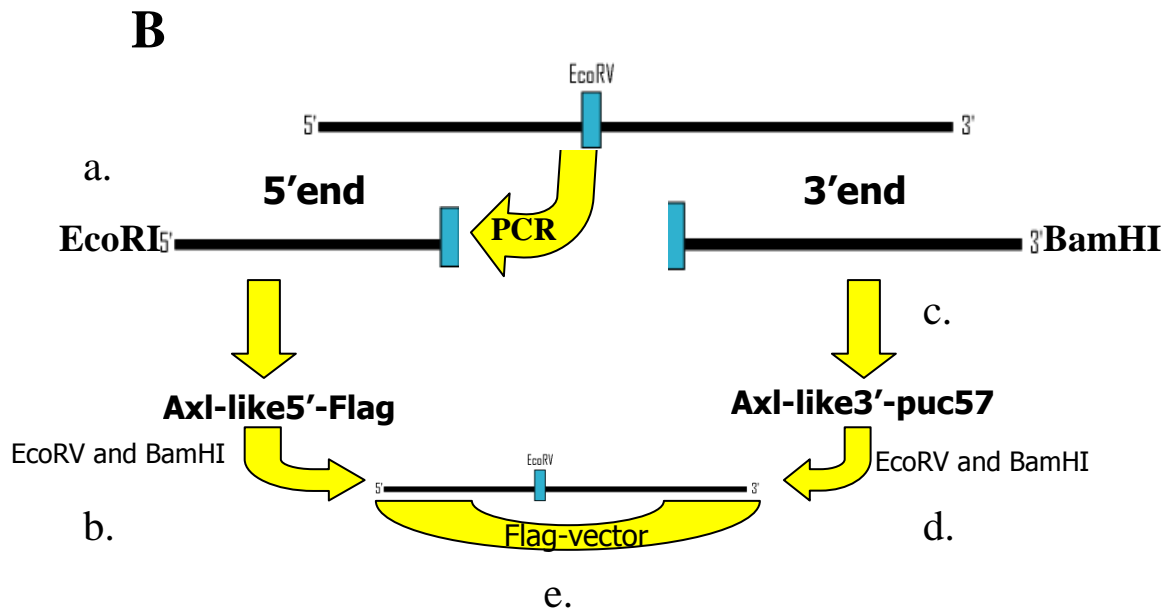 B
EcoRV
5' 3'
a.
5'end 3'end
PCR
EcoRI5' 3'BamHI
c.
Axl-like5'-Flag Axl-like3'-puc57
EcoRV and BamHI EcoRV and BamHI
EcoRV
5' 3'
b. Flag-vector d.
e.